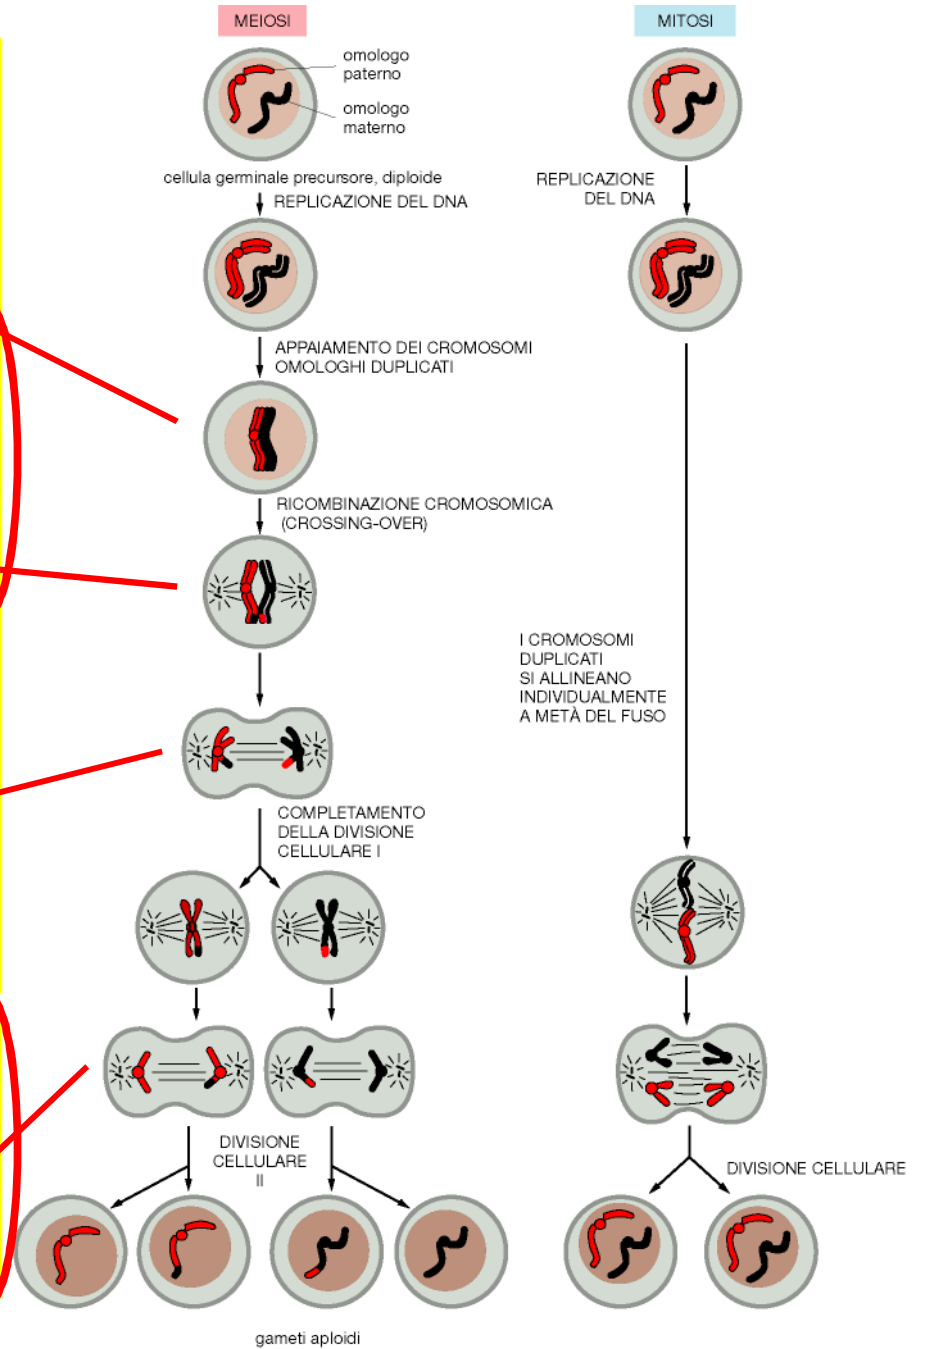 MEIOSI
MITOSI
omologo
paterno
omologo
materno
cellula germinale precursore, diploide
REPLICAZIONE DEL DNA
REPLICAZIONE
DEL DNA
APPAIAMENTO DEI CROMOSOMI
OMOLOGHI DUPLICATI
RICOMBINAZIONE CROMOSOMICA
(CROSSING-OVER)
I CROMOSOMI
DUPLICATI
SI ALLINEANO
INDIVIDUALMENTE
A METÀ DEL FUSO
COMPLETAMENTO
DELLA DIVISIONE
CELLULARE I
DIVISIONE
CELLULARE
II
DIVISIONE CELLULARE
gameti aploidi